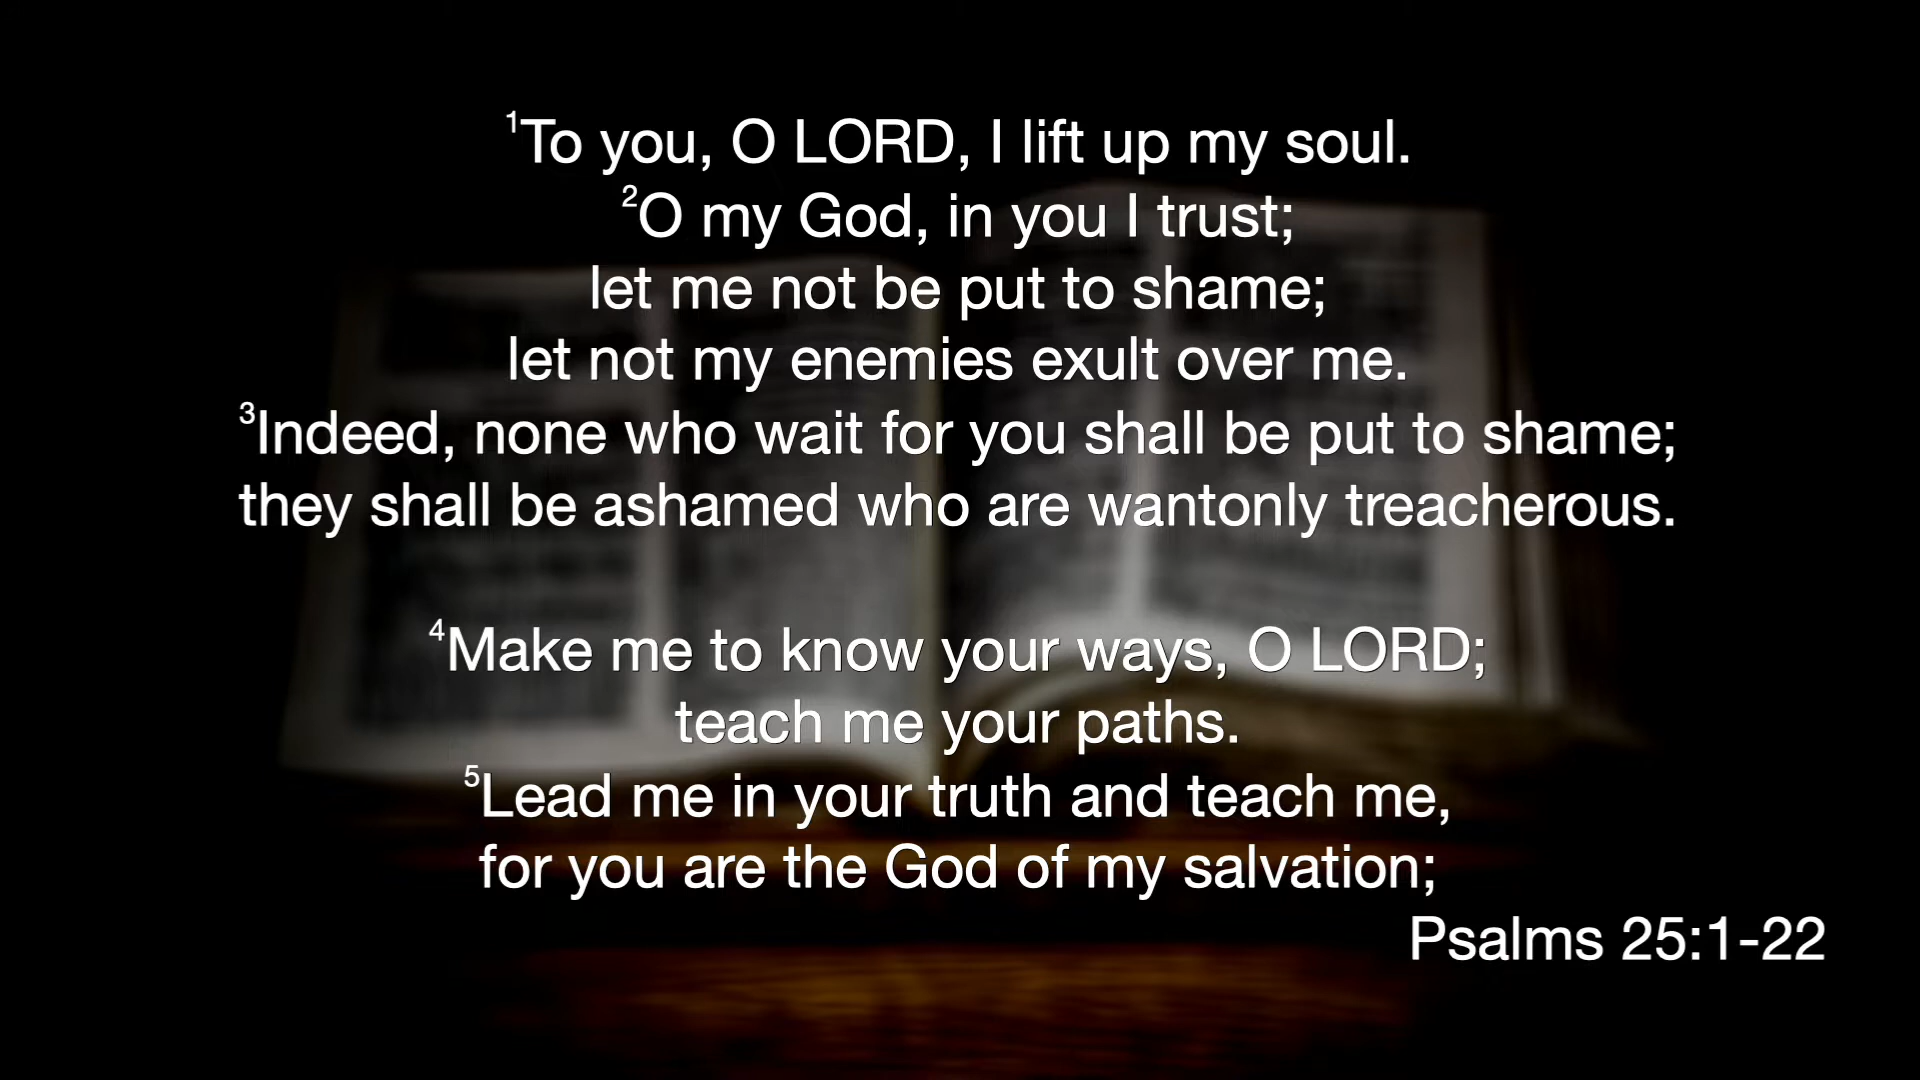 ¹To you, O LORD, I lift up my soul.
²O my God, in you I trust;
let me not be put to shame;
let not my enemies exult over me.
³Indeed, none who wait for you shall be put to shame;
they shall be ashamed who are wantonly treacherous.
⁴Make me to know your ways, O LORD;
teach me your paths.
⁵Lead me in your truth and teach me,
for you are the God of my salvation;
Psalms 25:1-22